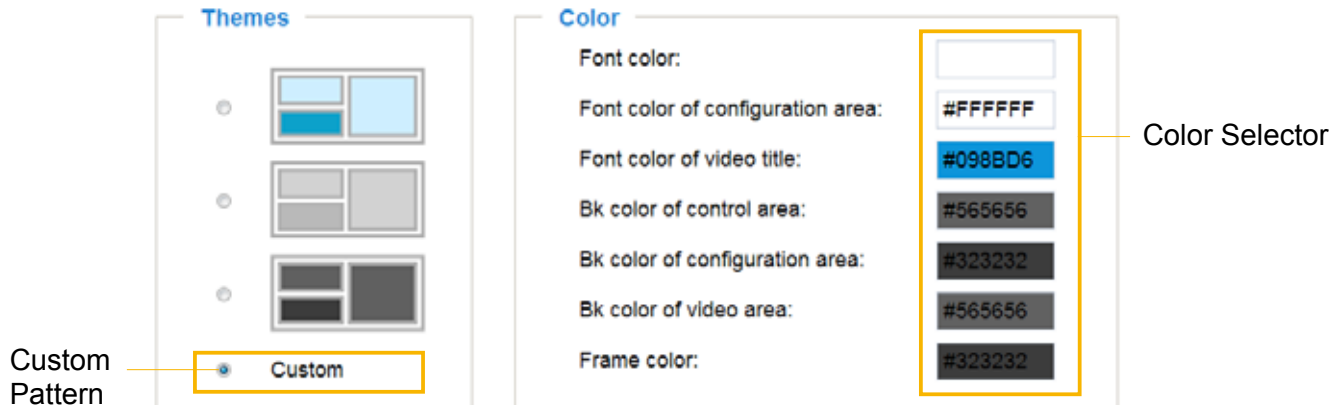 Themes
Color
Font color:
Font color of configuration area: #FFFFFF
Font color of video title: #098BD6
Bk color of control area: #565656
Bk color of configuration area: #323232
Bk color of video area: #565656
Frame color: #323232
Color Selector
Custom
Pattern
Custom